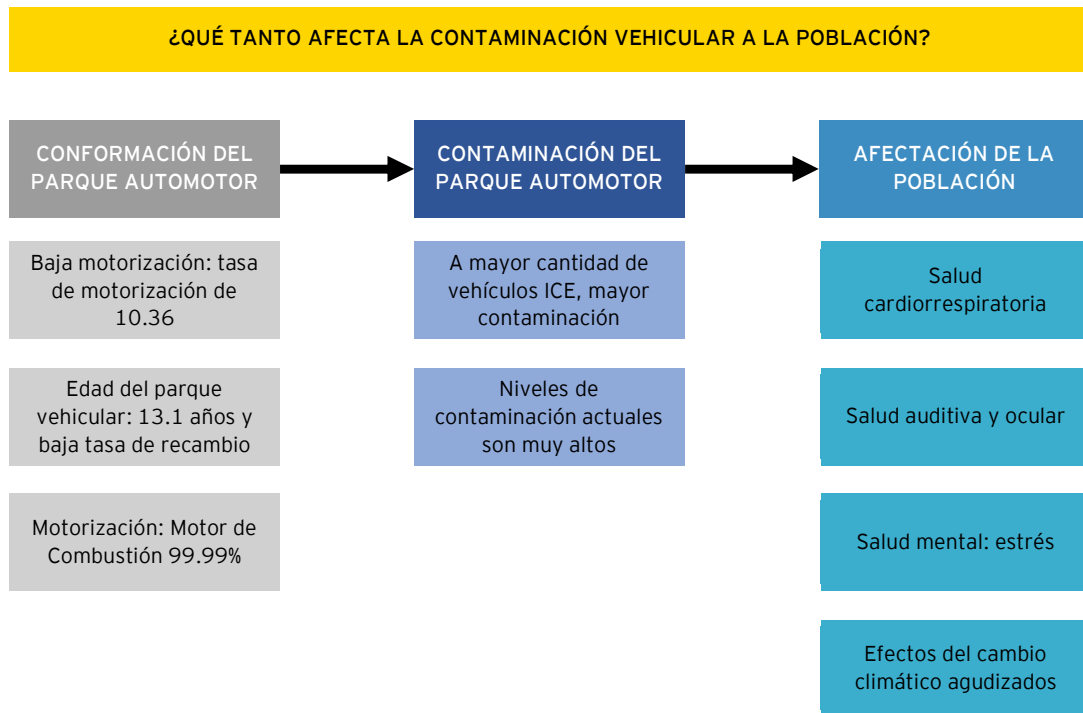 ¿QUÉ TANTO AFECTA LA CONTAMINACIÓN VEHICULAR A LA POBLACIÓN?
CONFORMACIÓN DEL
PARQUE AUTOMOTOR
Baja motorización: tasa
de motorización de
10.36
Edad del parque
vehicular: 13.1 años y
baja tasa de recambio
Motorización: Motor de
Combustión 99.99%
CONTAMINACIÓN DEL
PARQUE AUTOMOTOR
A mayor cantidad de
vehículos ICE, mayor
contaminación
Niveles de
contaminación actuales
son muy altos
AFECTACIÓN DE LA
POBLACIÓN
Salud
cardiorrespiratoria
Salud auditiva y ocular
Salud mental: estrés
Efectos del cambio
climático agudizados